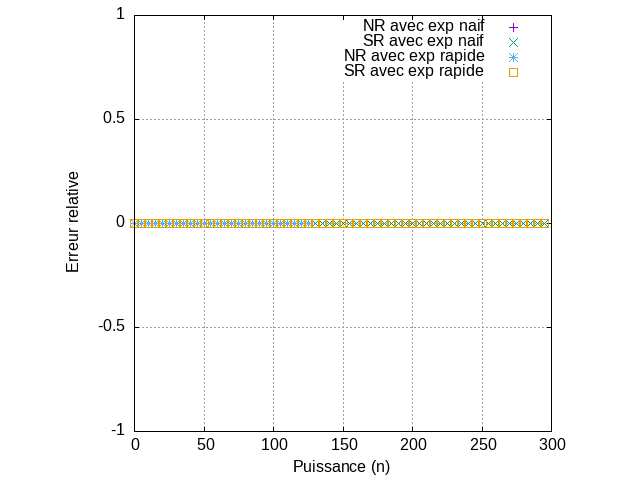 1
NR avec exp naif
SR avec exp naif
NR avec exp rapide
SR avec exp rapide
0.5
Erreur relative
0
-0.5
-1
0 50 100 150 200 250 300
Puissance (n)